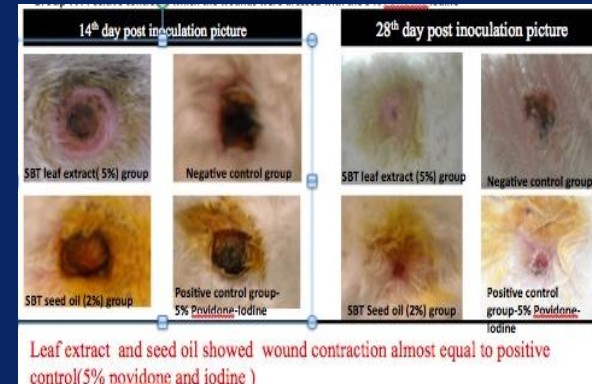 14th day post inoculation picture
28th day post inoculation picture
SBT leaf extract( 5%) group
Negative control group
SBT leaf extract (5%) group
Negative control group
SBT seed oil (2%) group
Positive control group-
5% Povidone-Iodine
SBT Seed oil (2%) group
Positive control
group-5% Povidone-
Iodine
Leaf extract and seed oil showed wound contraction almost equal to positive
control(5% povidone and iodine )